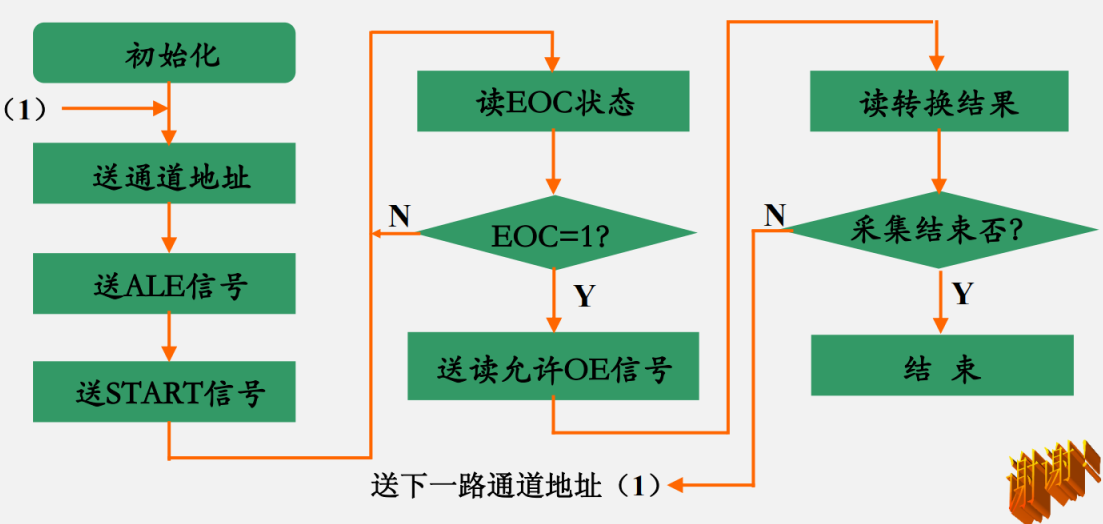 初始化
（1）
送通道地址
送ALE信号
送START信号
读EOC状态
N
EOC=1?
Y
送读允许OE信号
读转换结果
N
采集结束否?
Y
结 束
送下一路通道地址（1）
谢谢！